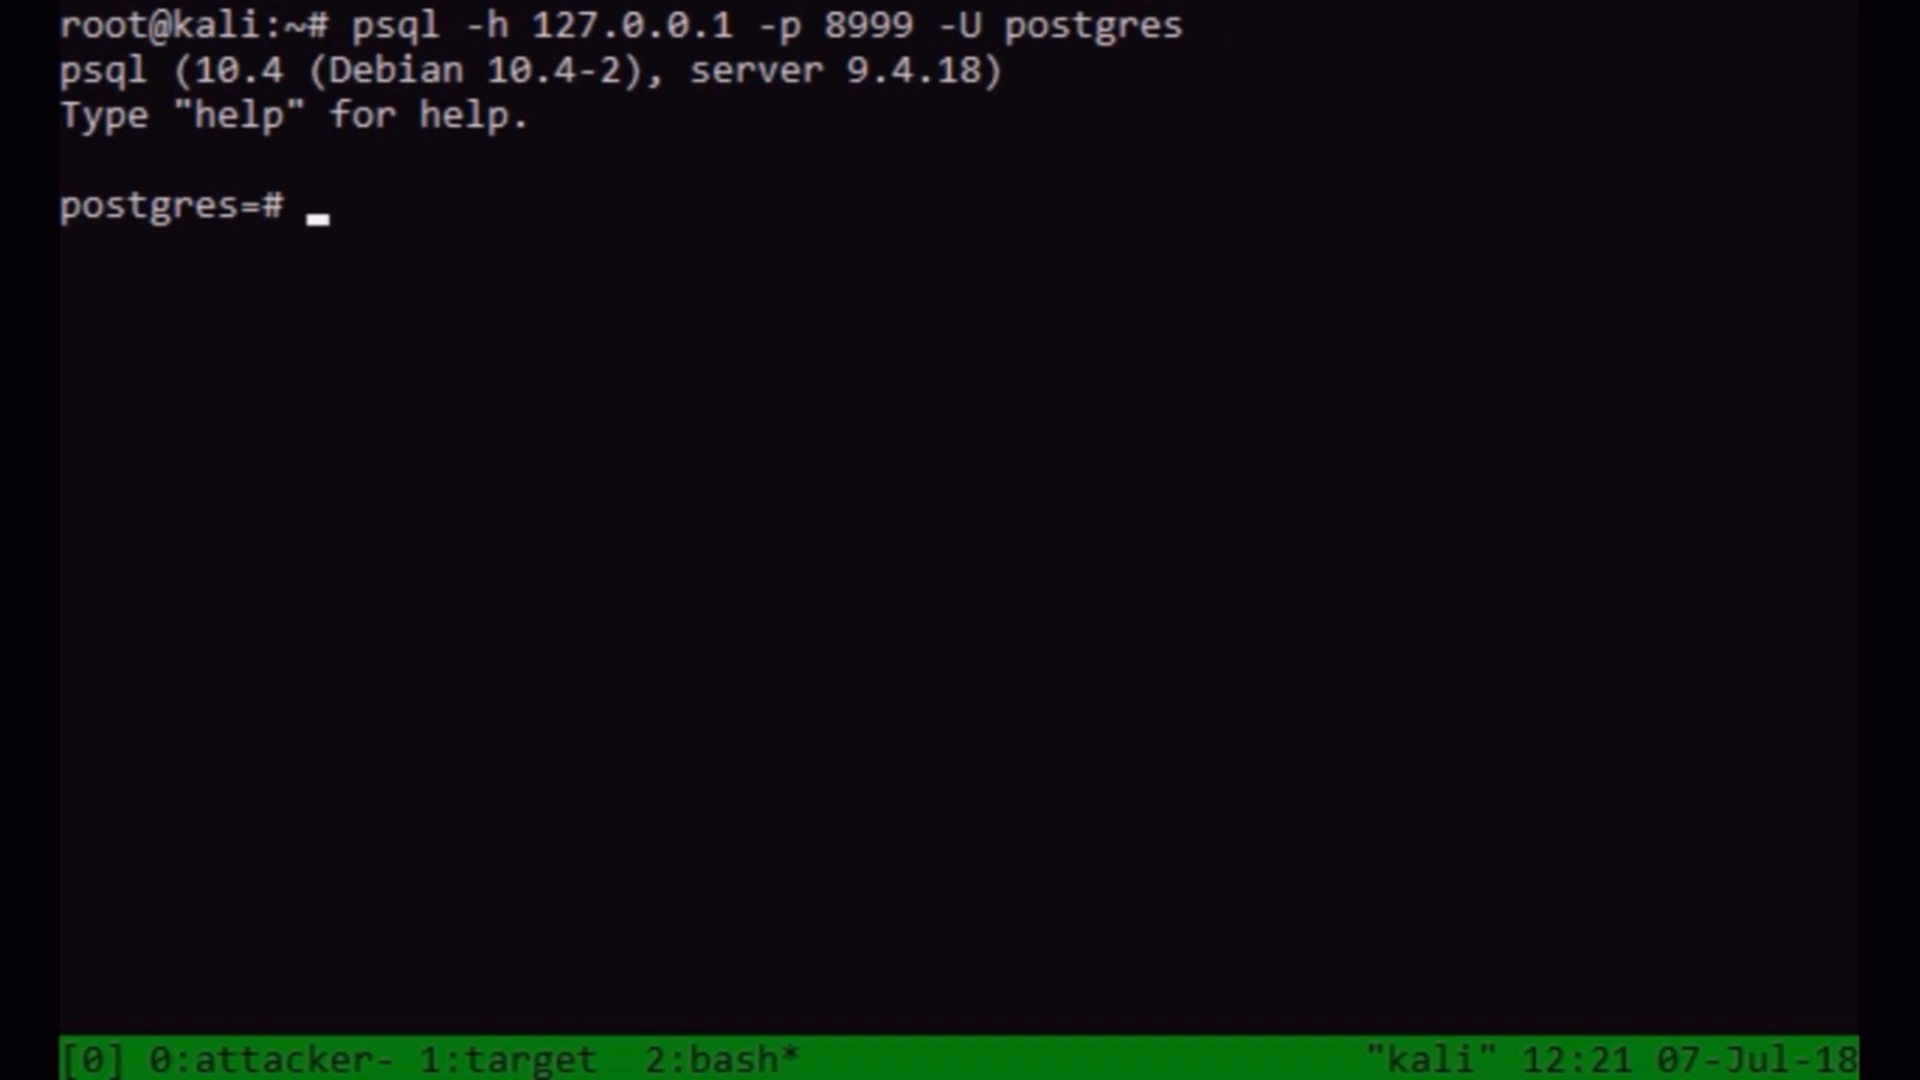 root@kali:~# psql -h 127.0.0.1 -p 8999 -U postgres
psql (10.4 (Debian 10.4-2), server 9.4.18)
Type "help" for help.
postgres=#
[0] 0:attacker- 1:target  2:bash* "kali" 12:21 07-Jul-18